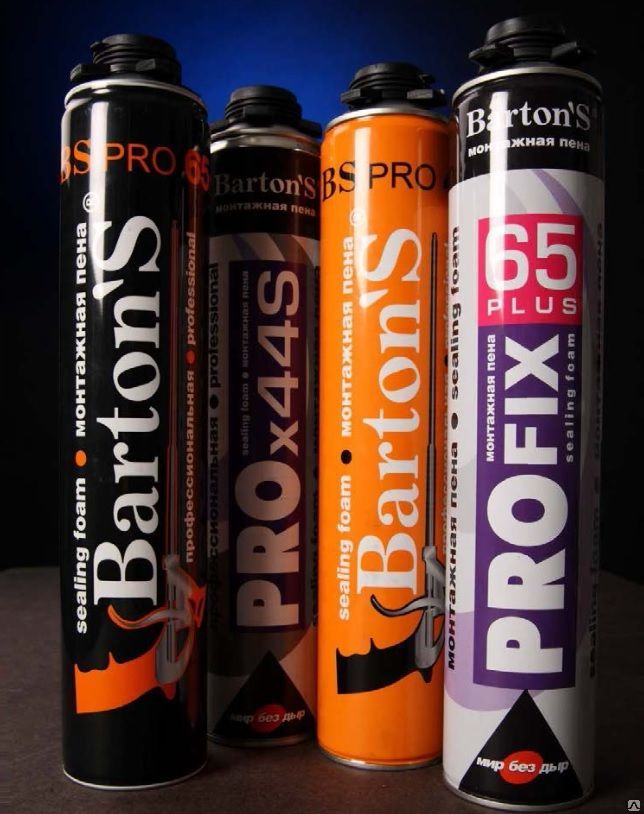 BS PRO 65
Barton'S®
sealing foam • монтажная пена
профессиональная • professional
Barton'S
монтажная пена
PROx44S
sealing foam • монтажная пена
профессиональная • professional
мир без дыр
BS PRO
Barton'S®
sealing foam • монтажная пена
Barton'S
монтажная пена
65
PLUS
PROFIX
монтажная пена
sealing foam
монтажная пена • sealing foam
мир без дыр